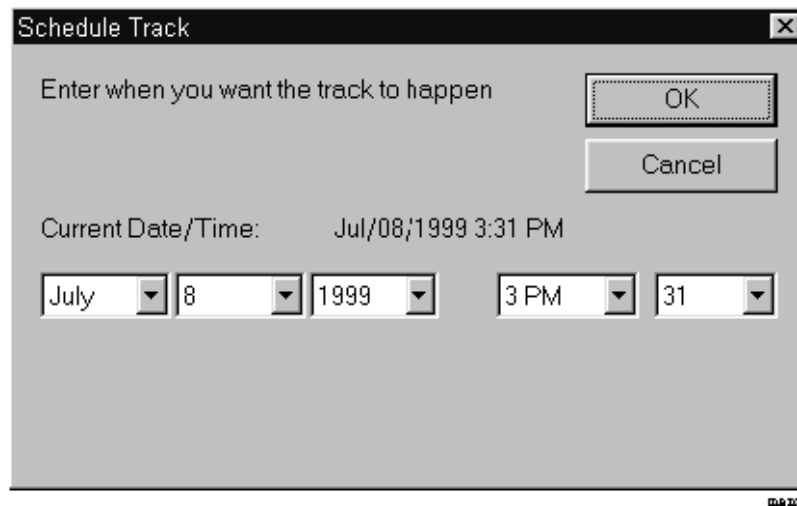 Schedule Track
Enter when you want the track to happen
OK
Cancel
Current Date/Time: Jul/08,'1999 3:31 PM
July 8 1999 3 PM 31